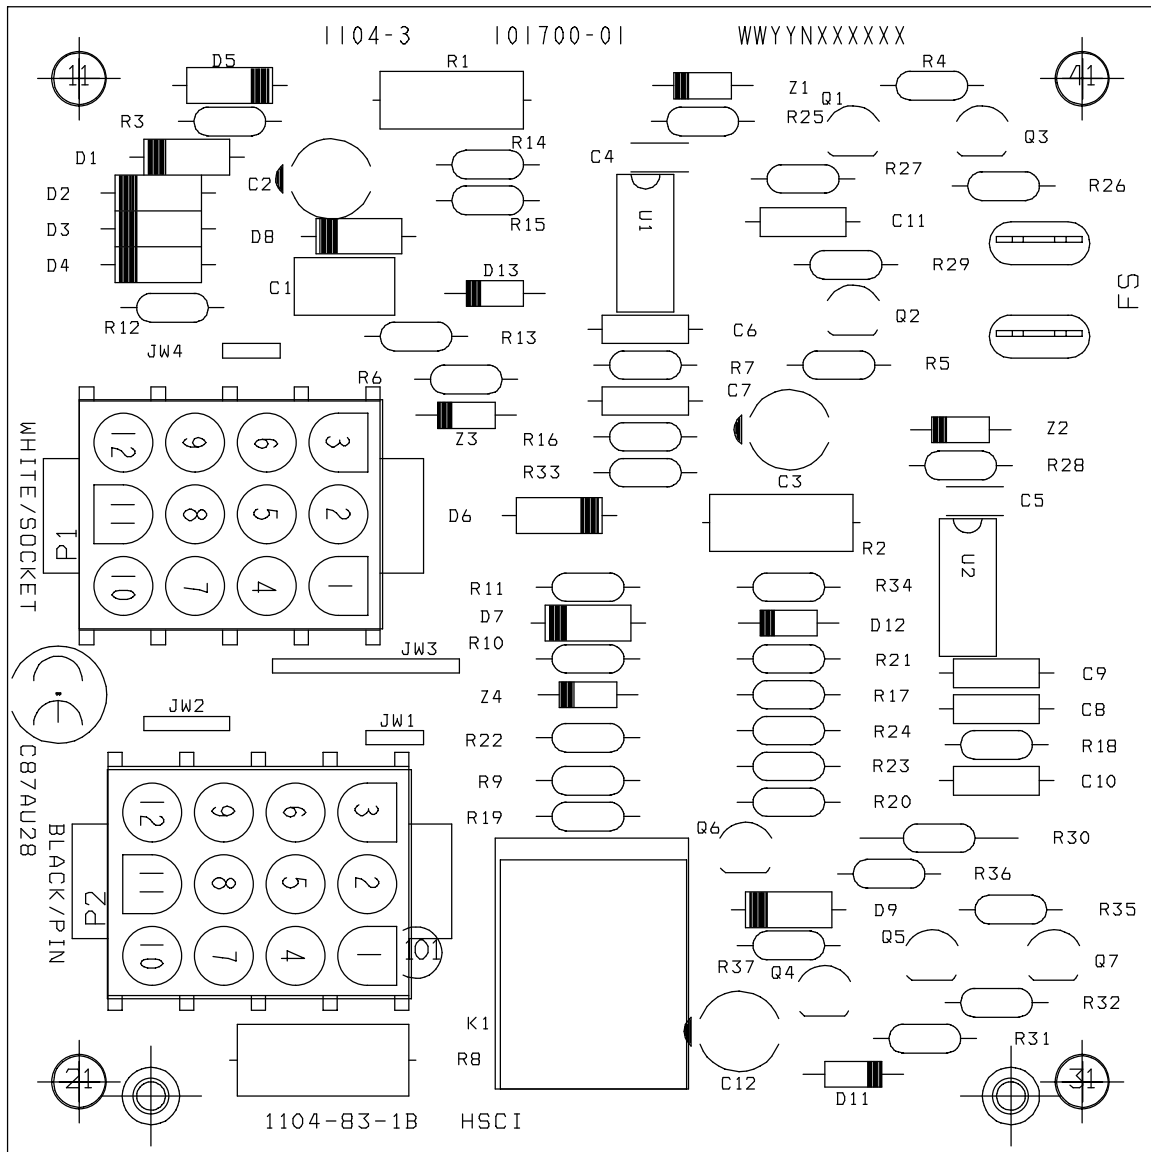 1104-3 101700-01 WWYYNXXXXXX
11 D5 R1 Z1 R4 41
R3 R25 Q1 Q3
D1 C2 R14 C4 R27
D2 R15 U1 C11 R26
D3 D8
D4 C1 D13 R29 FS
R12 R13 C6 Q2
JW4 R6 R7 R5
Z3 C7 Z2
WHITE/SOCKET P1 R16 R28
12 9 6 3
R33 C3 C5
11 8 5 2
D6 R2 U2
10 7 4 1
R11 R34
D7 D12
R10 R21
JW3 C9
Z4 R17 C8
JW2 JW1 R22 R24 R18
C87AU28 R9 R23 C10
R19 R20
BLACK/PIN P2 Q6 R30
12 9 6 3
R36
11 8 5 2
D9 R35
10 7 4 1
101 R37 Q4 Q5 Q7
K1 R32
R8 R31
21 C12 D11 31
1104-83-1B HSCI